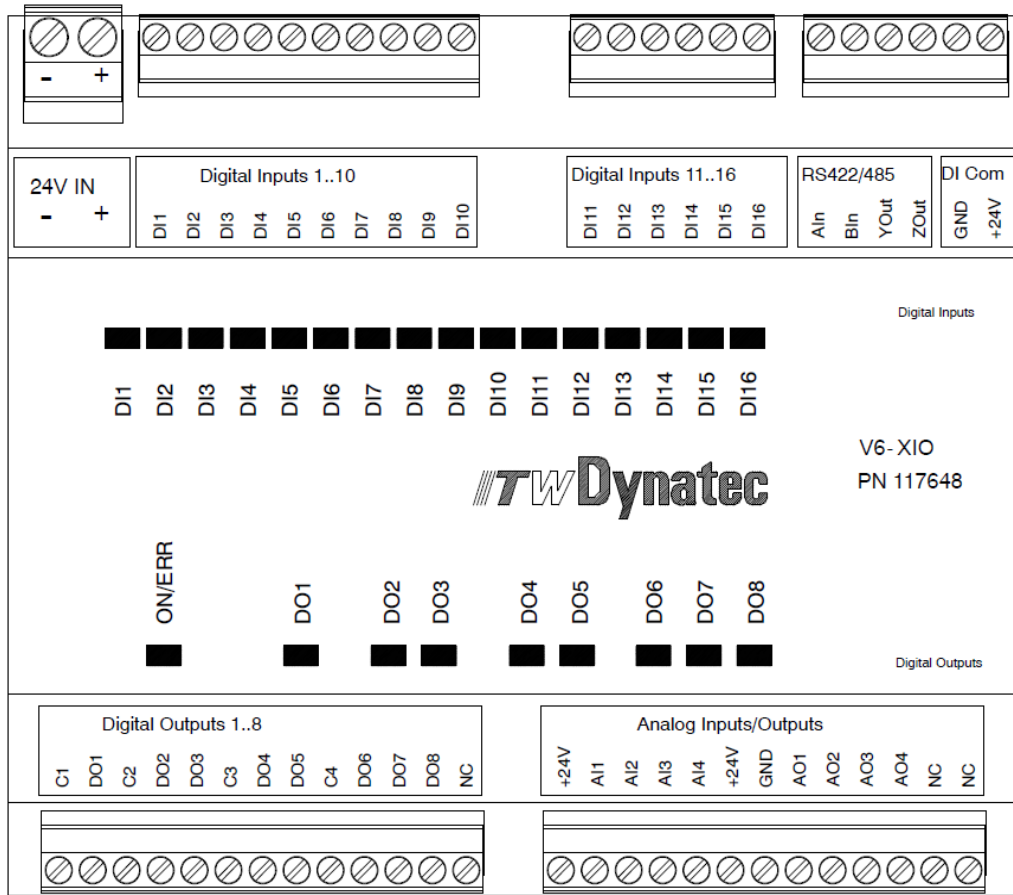 - +
24V IN
- +
Digital Inputs 1..10
DI1 DI2 DI3 DI4 DI5 DI6 DI7 DI8 DI9 DI10
Digital Inputs 11..16
DI11 DI12 DI13 DI14 DI15 DI16
RS422/485
AIn BIn YOut ZOut
DI Com
GND +24V
Digital Inputs
DI1 DI2 DI3 DI4 DI5 DI6 DI7 DI8 DI9 DI10 DI11 DI12 DI13 DI14 DI15 DI16
ITW Dynatec
V6-XIO
PN 117648
ON/ERR DO1 DO2 DO3 DO4 DO5 DO6 DO7 DO8
Digital Outputs
Digital Outputs 1..8
C1 DO1 C2 DO2 DO3 C3 DO4 DO5 C4 DO6 DO7 DO8 NC
Analog Inputs/Outputs
+24V AI1 AI2 AI3 AI4 +24V GND AO1 AO2 AO3 AO4 NC NC